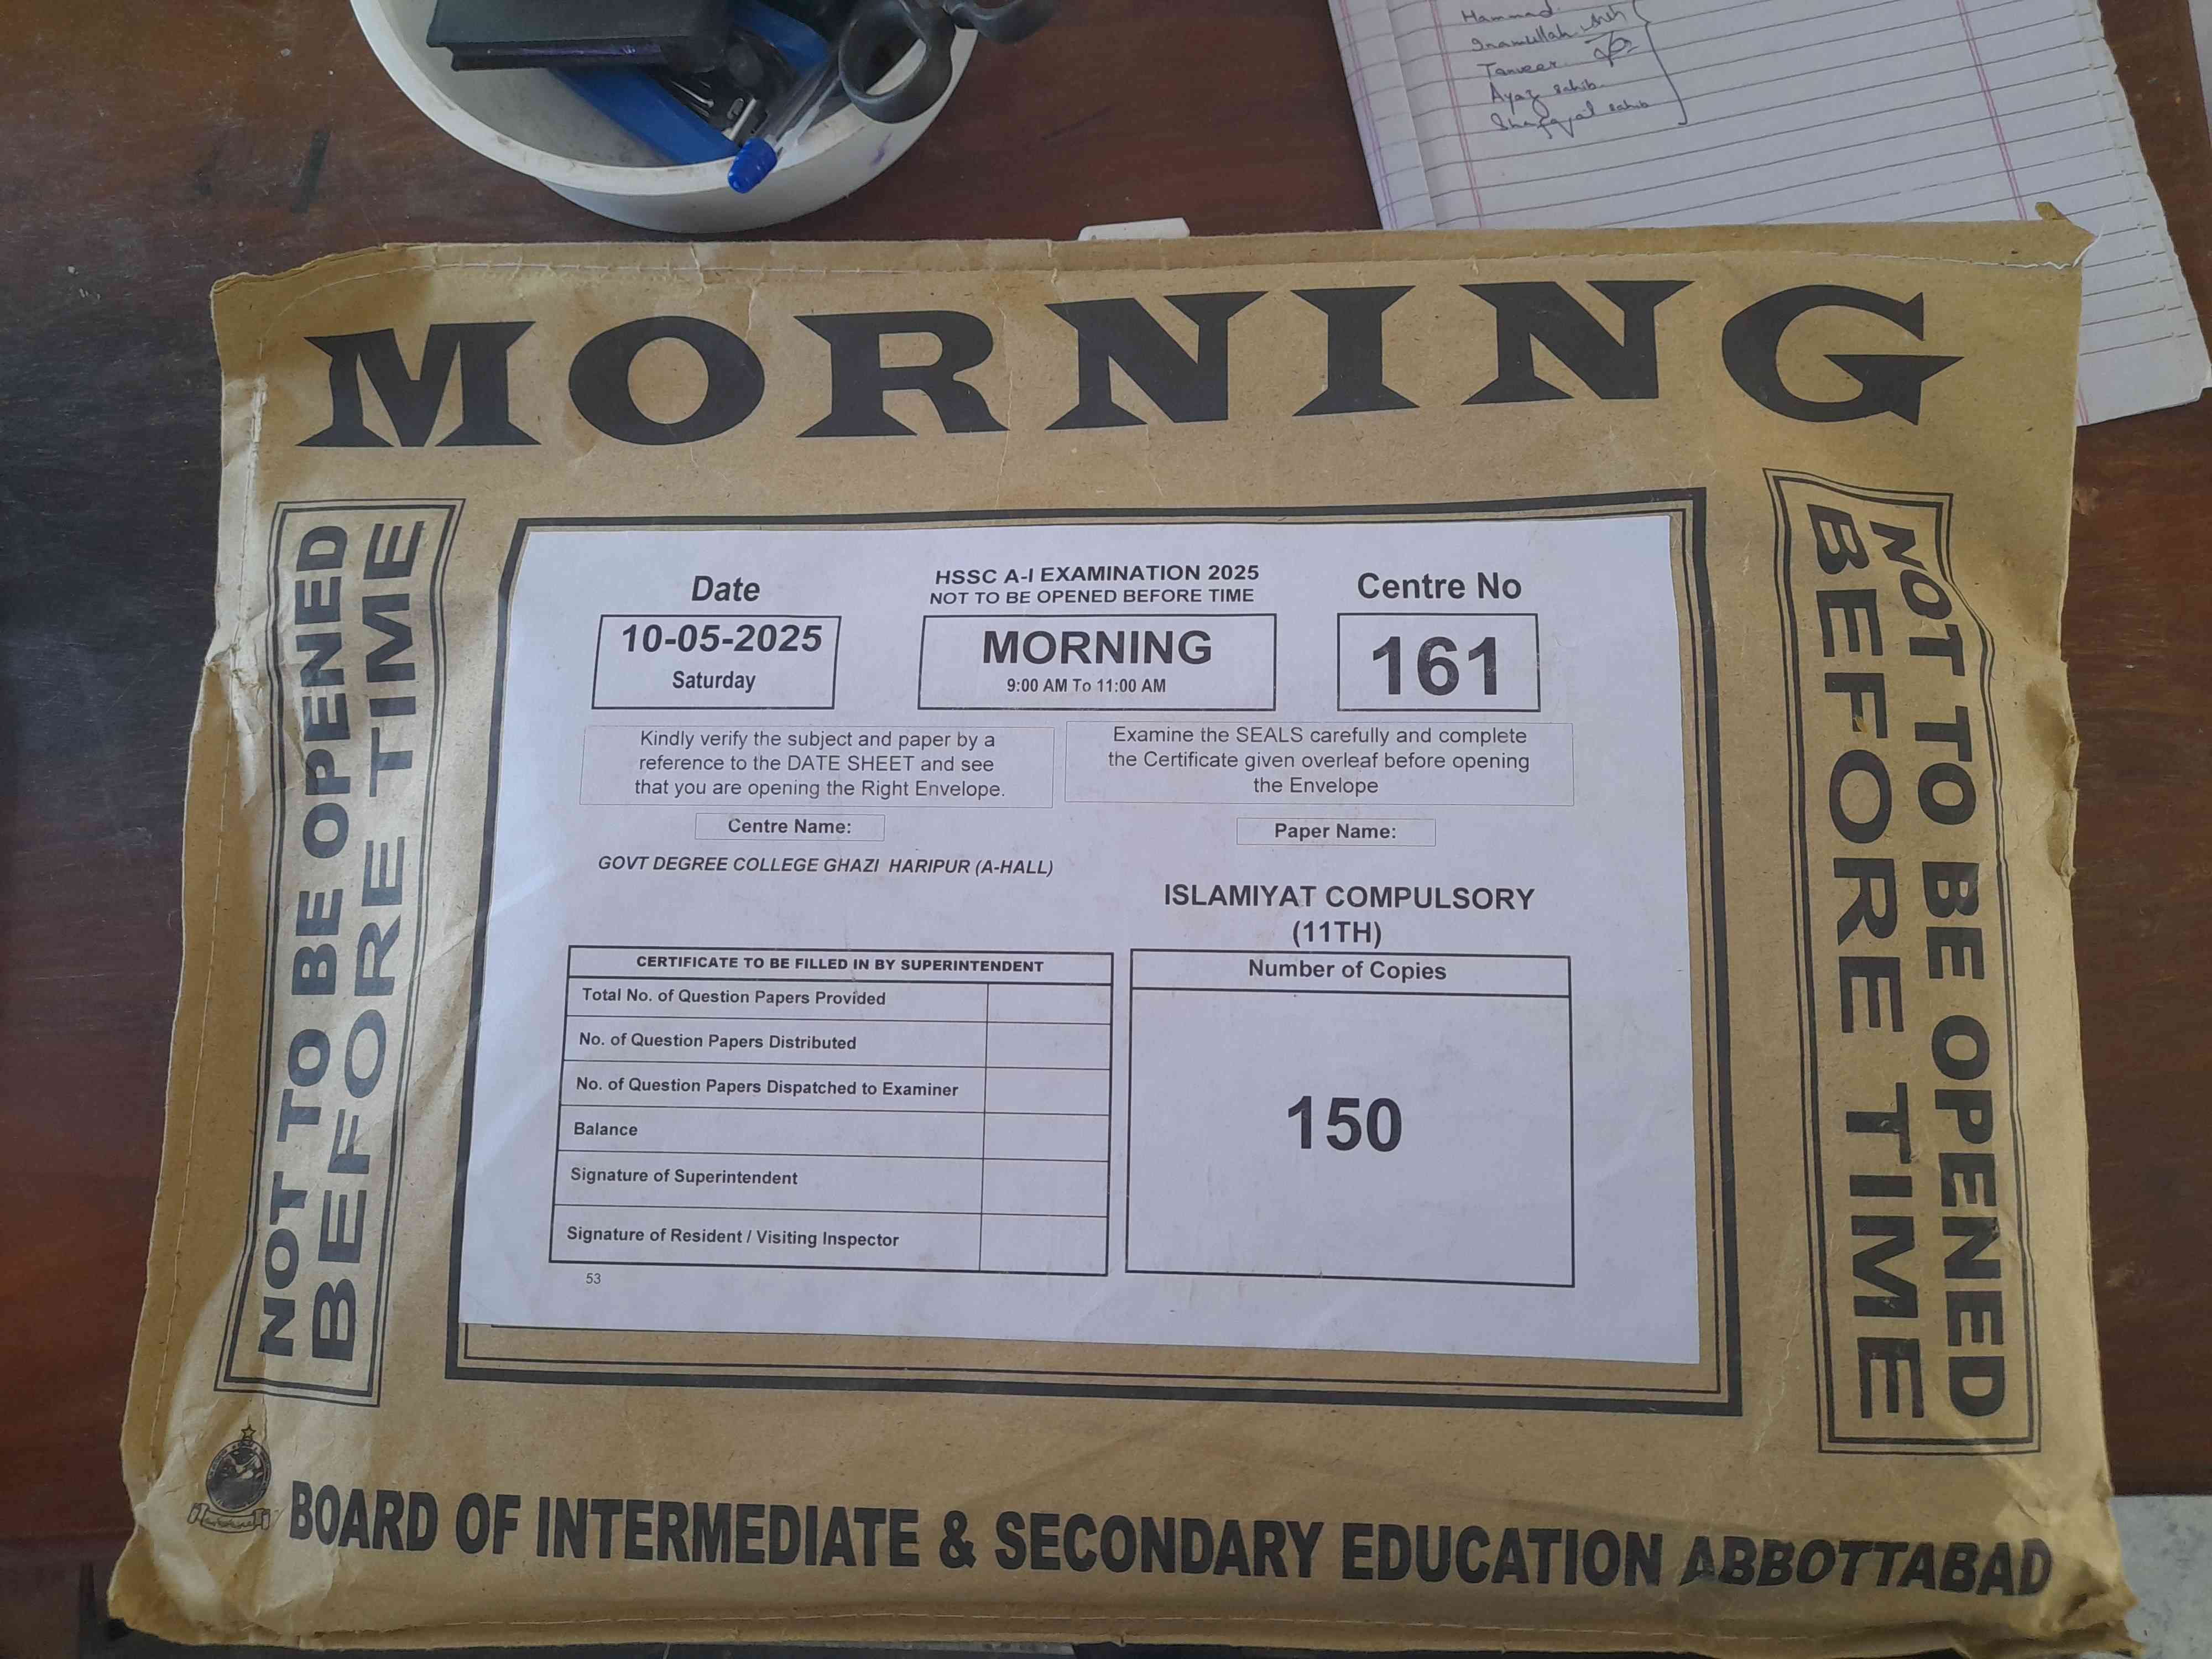 Hammad
Inamullah Shah
Tanveer
Ayaz sahib
Shafqat sahib
MORNING
NOT TO BE OPENED
BEFORE TIME
Date
10-05-2025
Saturday
HSSC A-I EXAMINATION 2025
NOT TO BE OPENED BEFORE TIME
MORNING
9:00 AM To 11:00 AM
Centre No
161
Kindly verify the subject and paper by a
reference to the DATE SHEET and see
that you are opening the Right Envelope.
Examine the SEALS carefully and complete
the Certificate given overleaf before opening
the Envelope
Centre Name:
GOVT DEGREE COLLEGE GHAZI HARIPUR (A-HALL)
Paper Name:
ISLAMIYAT COMPULSORY
(11TH)
CERTIFICATE TO BE FILLED IN BY SUPERINTENDENT
Total No. of Question Papers Provided
No. of Question Papers Distributed
No. of Question Papers Dispatched to Examiner
Balance
Signature of Superintendent
Signature of Resident / Visiting Inspector
53
Number of Copies
150
NOT TO BE OPENED
BEFORE TIME
BOARD OF INTERMEDIATE & SECONDARY EDUCATION ABBOTTABAD